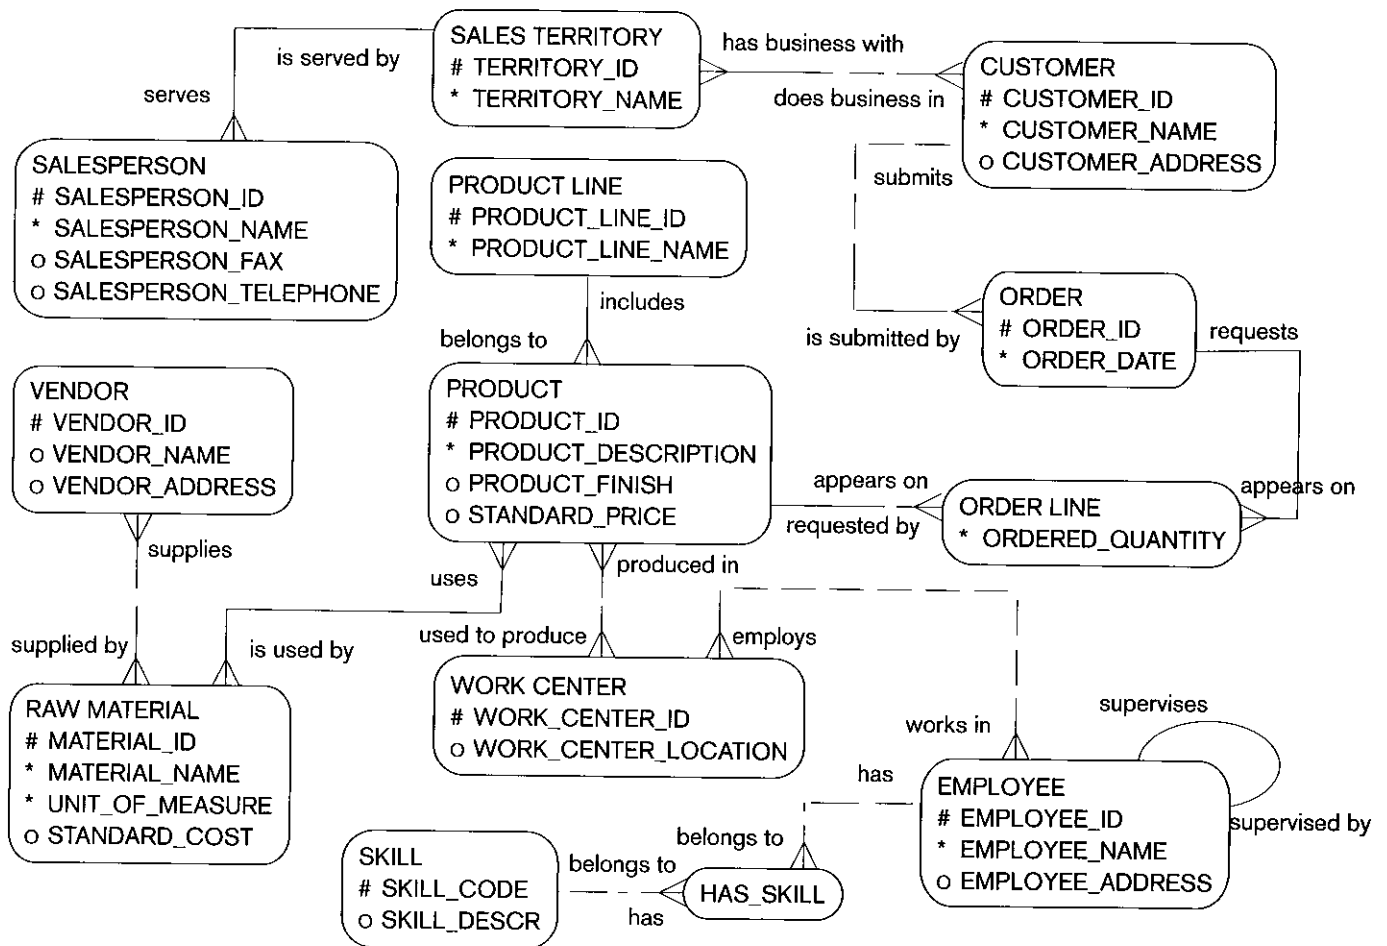 SALES TERRITORY
# TERRITORY_ID
* TERRITORY_NAME
is served by
serves
has business with
does business in
CUSTOMER
# CUSTOMER_ID
* CUSTOMER_NAME
o CUSTOMER_ADDRESS
submits
SALESPERSON
# SALESPERSON_ID
* SALESPERSON_NAME
o SALESPERSON_FAX
o SALESPERSON_TELEPHONE
PRODUCT LINE
# PRODUCT_LINE_ID
* PRODUCT_LINE_NAME
includes
belongs to
is submitted by
ORDER
# ORDER_ID
* ORDER_DATE
requests
VENDOR
# VENDOR_ID
o VENDOR_NAME
o VENDOR_ADDRESS
supplies
PRODUCT
# PRODUCT_ID
* PRODUCT_DESCRIPTION
o PRODUCT_FINISH
o STANDARD_PRICE
appears on
requested by
ORDER LINE
* ORDERED_QUANTITY
appears on
uses
produced in
supplied by
is used by
used to produce
employs
RAW MATERIAL
# MATERIAL_ID
* MATERIAL_NAME
* UNIT_OF_MEASURE
o STANDARD_COST
WORK CENTER
# WORK_CENTER_ID
o WORK_CENTER_LOCATION
works in
supervises
has
EMPLOYEE
# EMPLOYEE_ID
* EMPLOYEE_NAME
o EMPLOYEE_ADDRESS
supervised by
belongs to
SKILL
# SKILL_CODE
o SKILL_DESCR
belongs to
has
HAS_SKILL